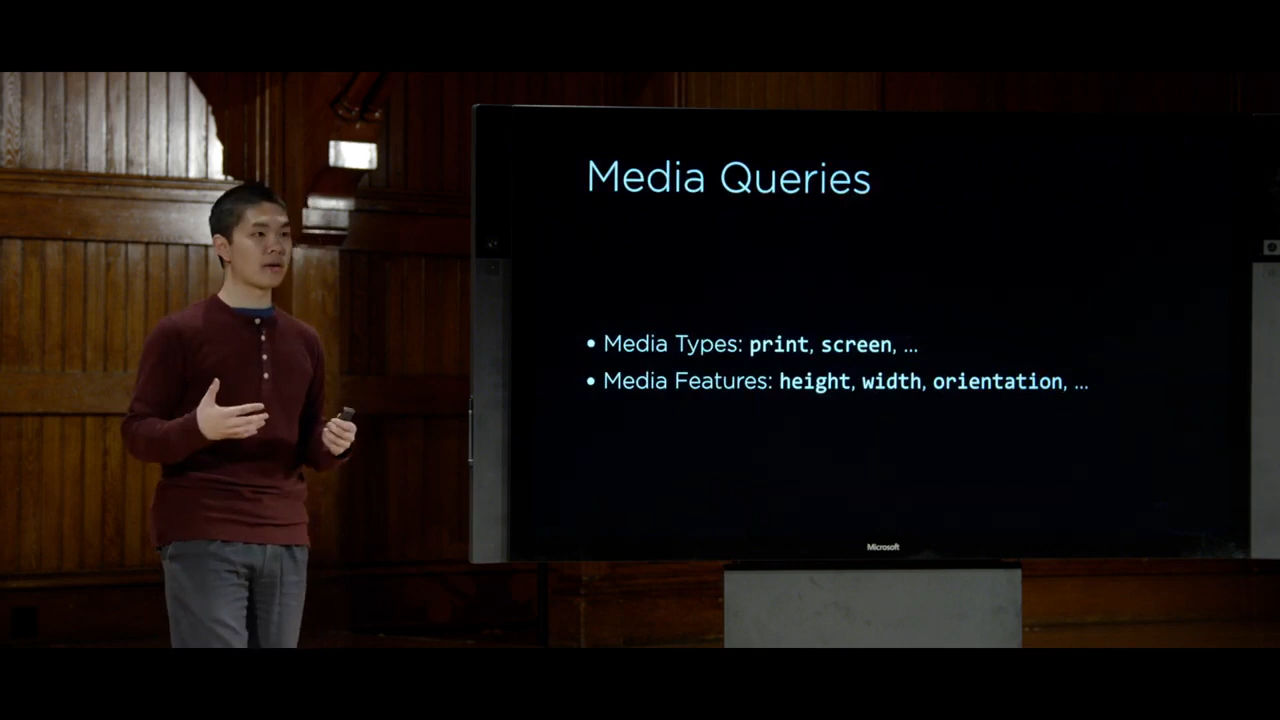 Media Queries
• Media Types: print, screen, ...
• Media Features: height, width, orientation, ...
Microsoft